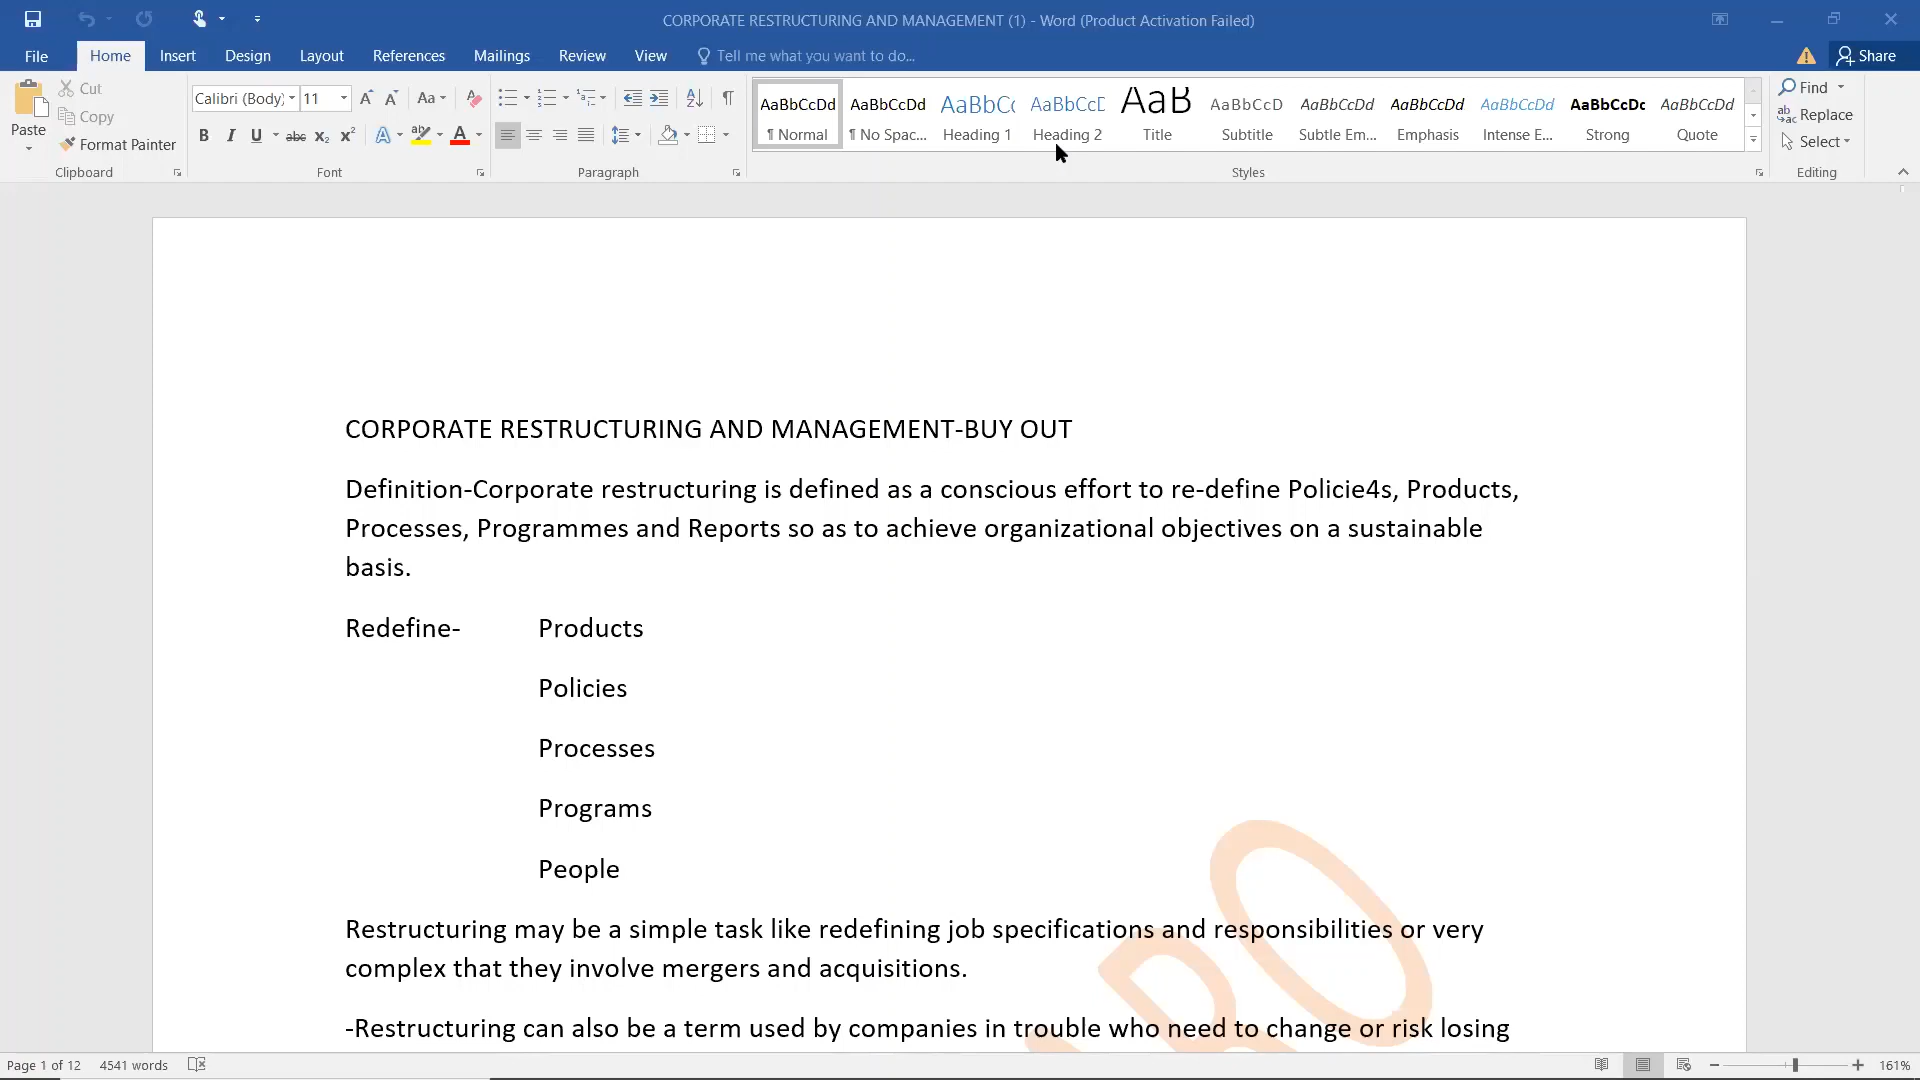 CORPORATE RESTRUCTURING AND MANAGEMENT (1) - Word (Product Activation Failed)
File Home Insert Design Layout References Mailings Review View Tell me what you want to do... Share
Paste
Cut
Copy
Format Painter
Clipboard
Calibri (Body) 11
Font
Paragraph
AaBbCcDd AaBbCcDd AaBbCc AaBbCcD AaB AaBbCcD AaBbCcDd AaBbCcDd AaBbCcDd AaBbCcDc AaBbCcDd
¶ Normal ¶ No Spac... Heading 1 Heading 2 Title Subtitle Subtle Em... Emphasis Intense E... Strong Quote
Styles
Find
Replace
Select
Editing
CORPORATE RESTRUCTURING AND MANAGEMENT-BUY OUT
Definition-Corporate restructuring is defined as a conscious effort to re-define Policie4s, Products,
Processes, Programmes and Reports so as to achieve organizational objectives on a sustainable
basis.
Redefine- Products
Policies
Processes
Programs
People
Restructuring may be a simple task like redefining job specifications and responsibilities or very
complex that they involve mergers and acquisitions.
-Restructuring can also be a term used by companies in trouble who need to change or risk losing
Page 1 of 12 4541 words 161%